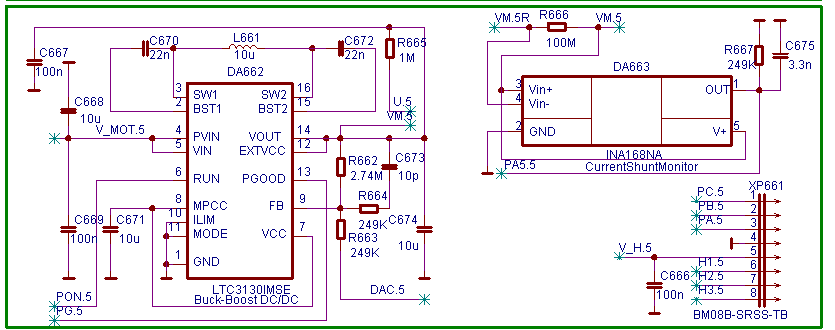 C670
22n
L661
10u
C672
22n
C667
100n
R665
1M
DA662
3
SW1
SW2
16
2
BST1
BST2
15
C668
10u
U.5
VM.5
V_MOT.5
4
PVIN
VOUT
14
5
VIN
EXTVCC
12
6
RUN
PGOOD
13
R662
2.74M
C673
10p
R664
249K
8
MPCC
FB
9
10
ILIM
11
MODE
VCC
7
1
GND
C669
100n
C671
10u
R663
249K
C674
10u
LTC3130IMSE
Buck-Boost DC/DC
PON.5
PG.5
DAC.5
VM.5R
R666
VM.5
100M
R667
249K
C675
3.3n
DA663
3
Vin+
OUT
1
4
Vin-
2
GND
V+
5
INA168NA
CurrentShuntMonitor
PA5.5
XP661
PC.5
1
PB.5
2
PA.5
3
4
V_H.5
5
H1.5
6
H2.5
7
H3.5
8
C666
100n
BM08B-SRSS-TB